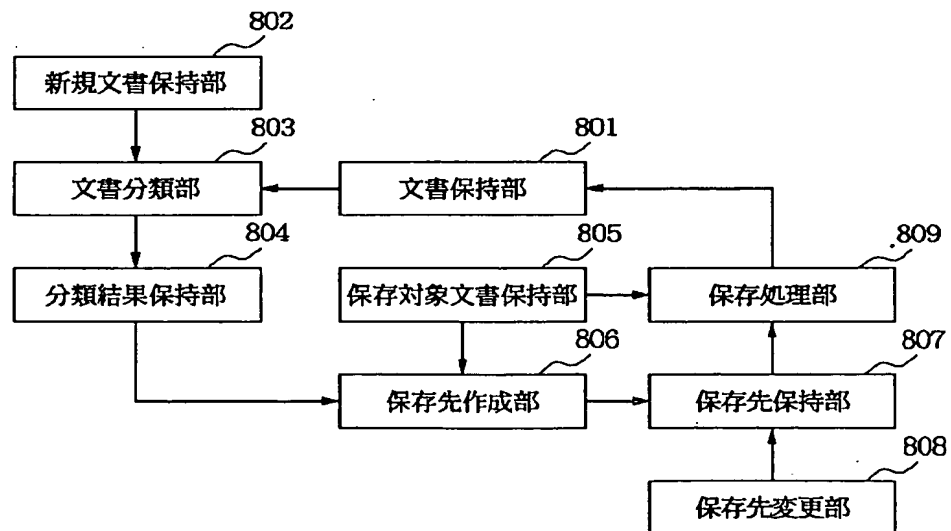 802
新規文書保持部
803
文書分類部
801
文書保持部
804
分類結果保持部
805
保存対象文書保持部
809
保存処理部
806
保存先作成部
807
保存先保持部
808
保存先変更部